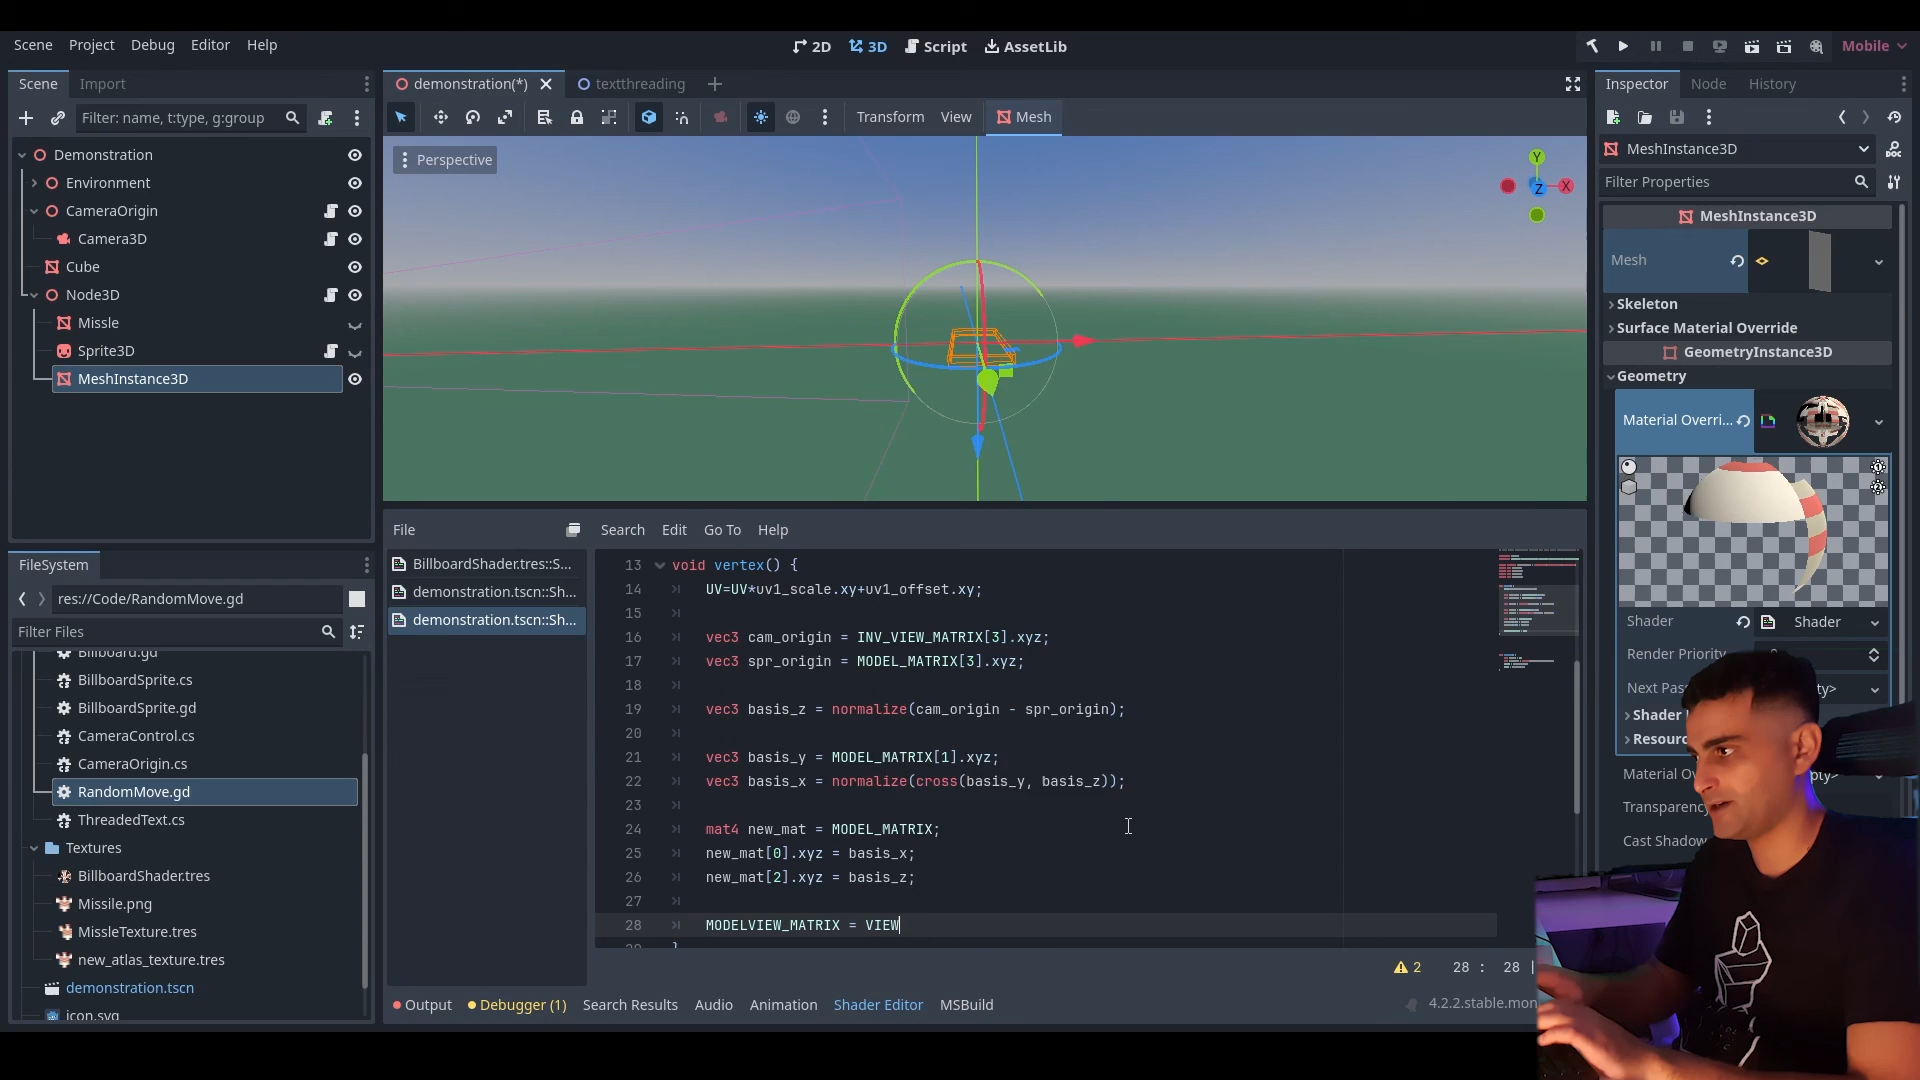 Scene Project Debug Editor Help
2D 3D Script AssetLib
Mobile
Scene Import
Filter: name, t:type, g:group
Demonstration
Environment
CameraOrigin
Camera3D
Cube
Node3D
Missle
Sprite3D
MeshInstance3D
FileSystem
res://Code/RandomMove.gd
Filter Files
Billboard.gd
BillboardSprite.cs
BillboardSprite.gd
CameraControl.cs
CameraOrigin.cs
RandomMove.gd
ThreadedText.cs
Textures
BillboardShader.tres
Missile.png
MissleTexture.tres
new_atlas_texture.tres
demonstration.tscn
icon.svg
demonstration(*) textthreading
Transform View Mesh
Perspective
Y
Z X
File Search Edit Go To Help
BillboardShader.tres::S...
demonstration.tscn::Sh...
demonstration.tscn::Sh...
13 void vertex() {
14 UV=UV*uv1_scale.xy+uv1_offset.xy;
15
16 vec3 cam_origin = INV_VIEW_MATRIX[3].xyz;
17 vec3 spr_origin = MODEL_MATRIX[3].xyz;
18
19 vec3 basis_z = normalize(cam_origin - spr_origin);
20
21 vec3 basis_y = MODEL_MATRIX[1].xyz;
22 vec3 basis_x = normalize(cross(basis_y, basis_z));
23
24 mat4 new_mat = MODEL_MATRIX;
25 new_mat[0].xyz = basis_x;
26 new_mat[2].xyz = basis_z;
27
28 MODELVIEW_MATRIX = VIEW
2 28 : 28 |
Output Debugger (1) Search Results Audio Animation Shader Editor MSBuild
4.2.2.stable.mon
Inspector Node History
MeshInstance3D
Filter Properties
MeshInstance3D
Mesh
Skeleton
Surface Material Override
GeometryInstance3D
Geometry
Material Overri...
Shader Shader
Render Priority
Next Pas
Shader
Resourc
Material Ov
Transparency
Cast Shadow